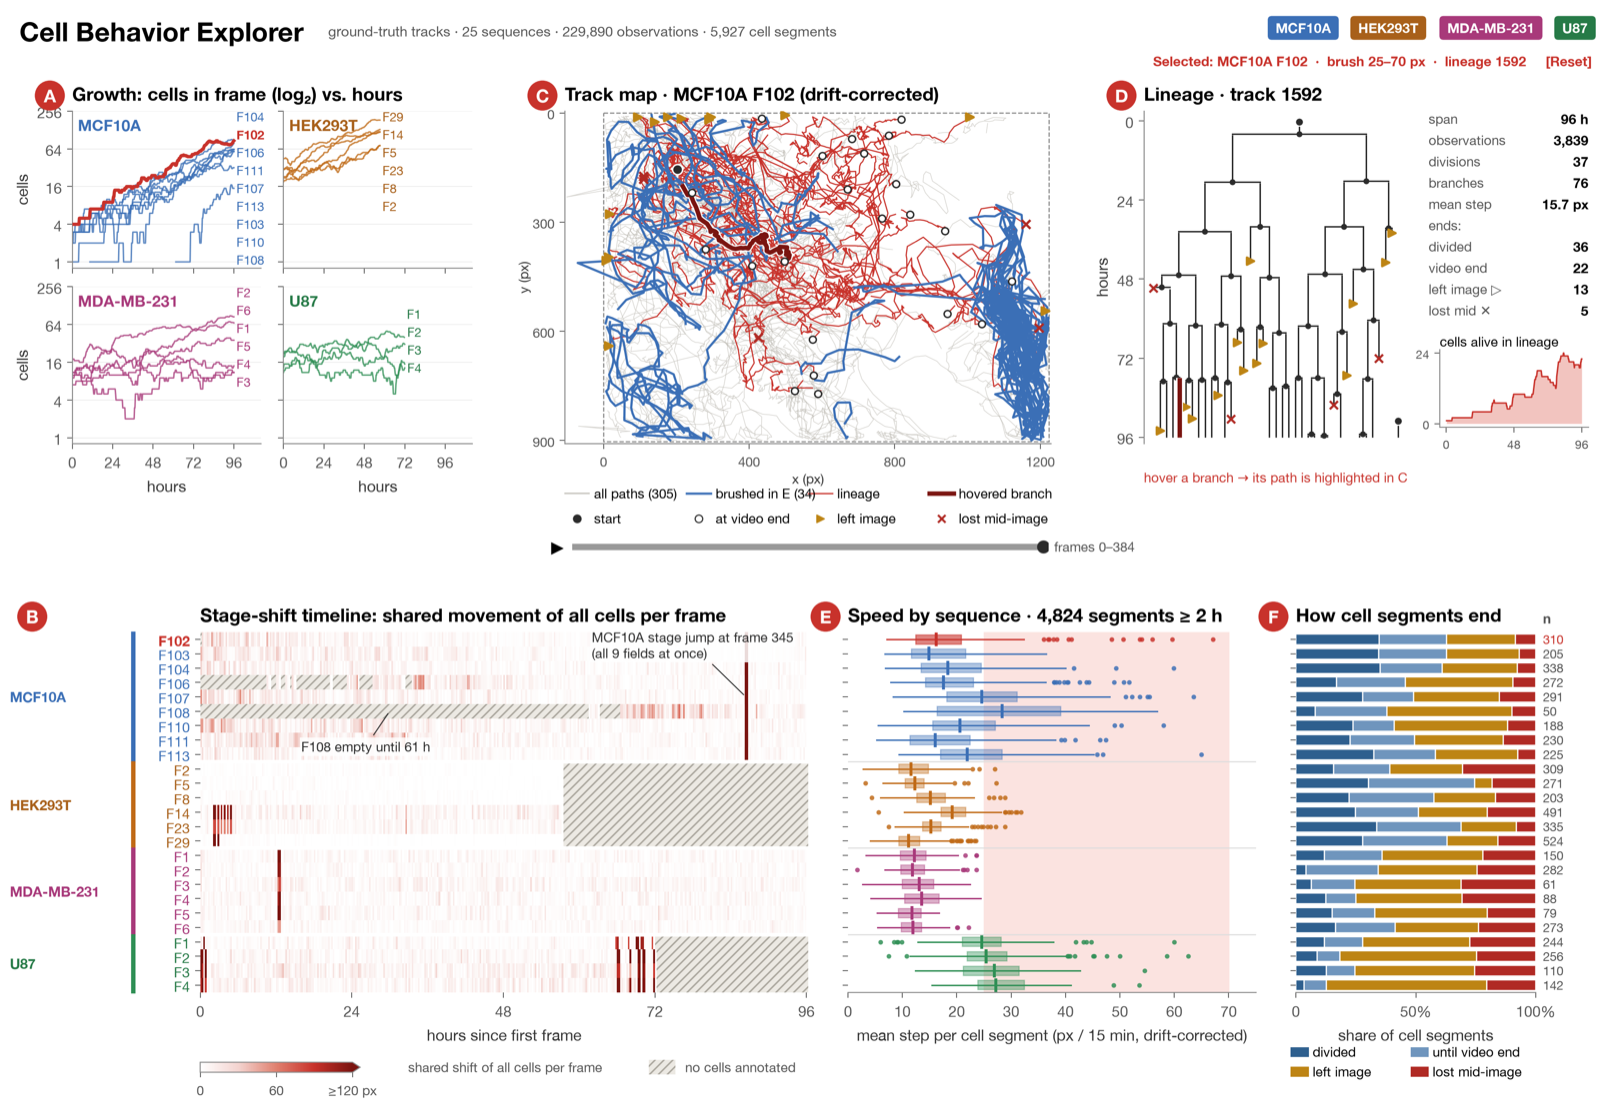 Cell Behavior Explorer
ground-truth tracks · 25 sequences · 229,890 observations · 5,927 cell segments
MCF10A HEK293T MDA-MB-231 U87
Selected: MCF10A F102 · brush 25–70 px · lineage 1592 [Reset]
A Growth: cells in frame (log₂) vs. hours
256
64
16
4
1
cells
MCF10A
F104
F102
F106
F111
F107
F113
F103
F110
F108
HEK293T
F29
F14
F5
F23
F8
F2
256
64
16
4
1
cells
MDA-MB-231
F2
F6
F1
F5
F4
F3
U87
F1
F2
F3
F4
0 24 48 72 96
0 24 48 72 96
hours
hours
C Track map · MCF10A F102 (drift-corrected)
0
300
600
900
y (px)
0 400 800 1200
x (px)
all paths (305) brushed in E (34) lineage hovered branch
start at video end left image lost mid-image
frames 0–384
D Lineage · track 1592
0
24
48
72
96
hours
span 96 h
observations 3,839
divisions 37
branches 76
mean step 15.7 px
ends:
divided 36
video end 22
left image ▷ 13
lost mid ✕ 5
cells alive in lineage
24
0
0 48 96
hover a branch → its path is highlighted in C
B Stage-shift timeline: shared movement of all cells per frame
MCF10A stage jump at frame 345
(all 9 fields at once)
F108 empty until 61 h
MCF10A
F102
F103
F104
F106
F107
F108
F110
F111
F113
HEK293T
F2
F5
F8
F14
F23
F29
MDA-MB-231
F1
F2
F3
F4
F5
F6
U87
F1
F2
F3
F4
0 24 48 72 96
hours since first frame
0 60 ≥120 px
shared shift of all cells per frame
no cells annotated
E Speed by sequence · 4,824 segments ≥ 2 h
0 10 20 30 40 50 60 70
mean step per cell segment (px / 15 min, drift-corrected)
F How cell segments end
n
310
205
338
272
291
50
188
230
225
309
271
203
491
335
524
150
282
61
88
79
273
244
256
110
142
0 50% 100%
share of cell segments
divided until video end
left image lost mid-image